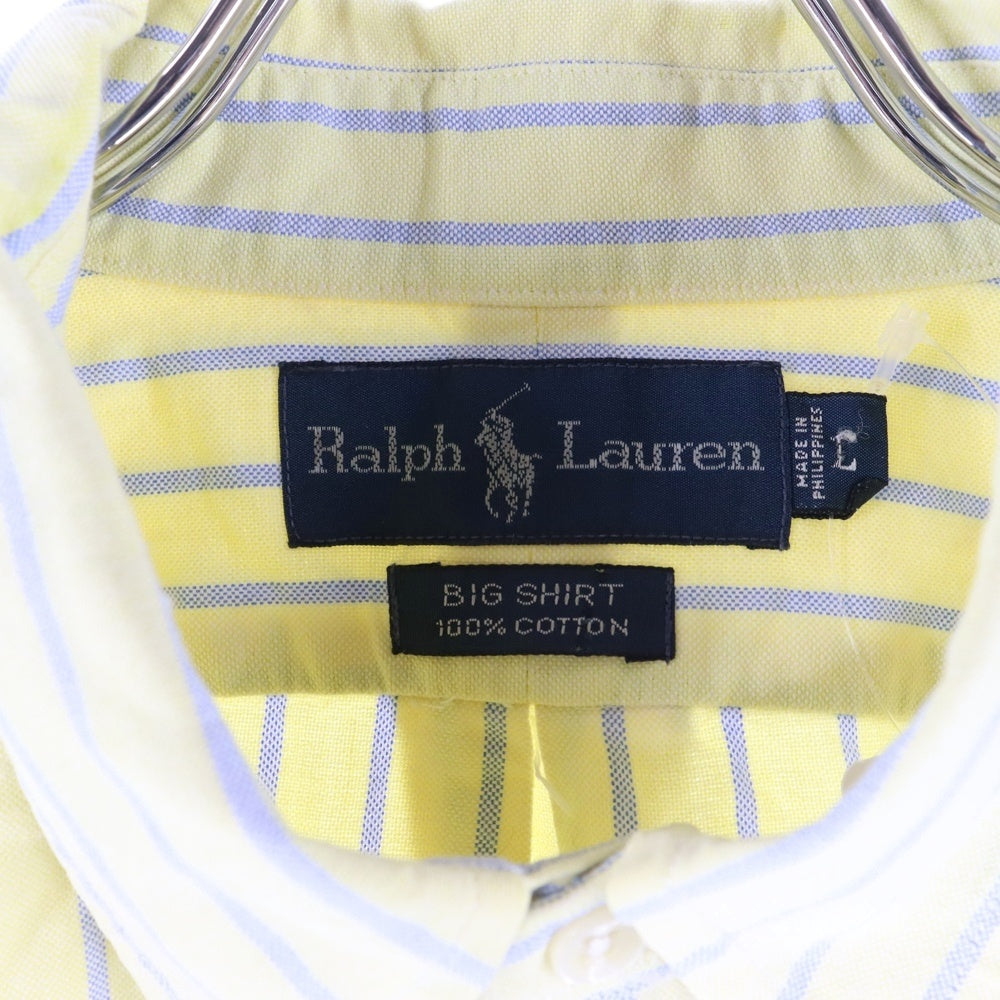 Ralph Lauren
MADE IN
PHILIPPINES
L
BIG SHIRT
100% COTTON